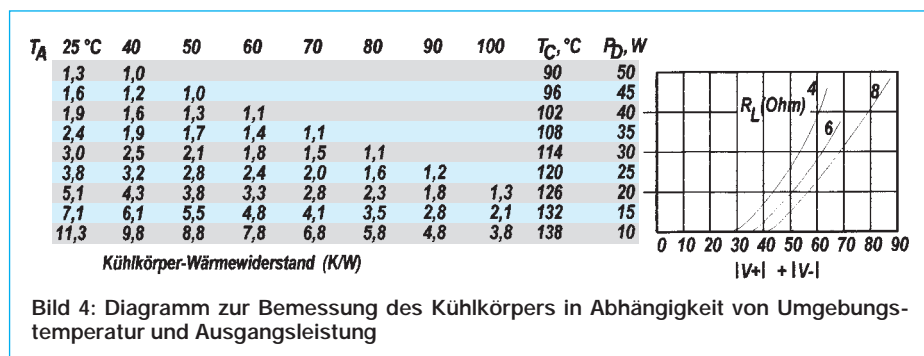 T_A 25 °C 40 50 60 70 80 90 100 T_C, °C P_D, W
1,3 1,0 90 50
1,6 1,2 1,0 96 45
1,9 1,6 1,3 1,1 102 40
2,4 1,9 1,7 1,4 1,1 108 35
3,0 2,5 2,1 1,8 1,5 1,1 114 30
3,8 3,2 2,8 2,4 2,0 1,6 1,2 120 25
5,1 4,3 3,8 3,3 2,8 2,3 1,8 1,3 126 20
7,1 6,1 5,5 4,8 4,1 3,5 2,8 2,1 132 15
11,3 9,8 8,8 7,8 6,8 5,8 4,8 3,8 138 10
Kühlkörper-Wärmewiderstand (K/W)
4 8
R_L (Ohm)
6
0 10 20 30 40 50 60 70 80 90
|V+| + |V-|
Bild 4: Diagramm zur Bemessung des Kühlkörpers in Abhängigkeit von Umgebungs-
temperatur und Ausgangsleistung